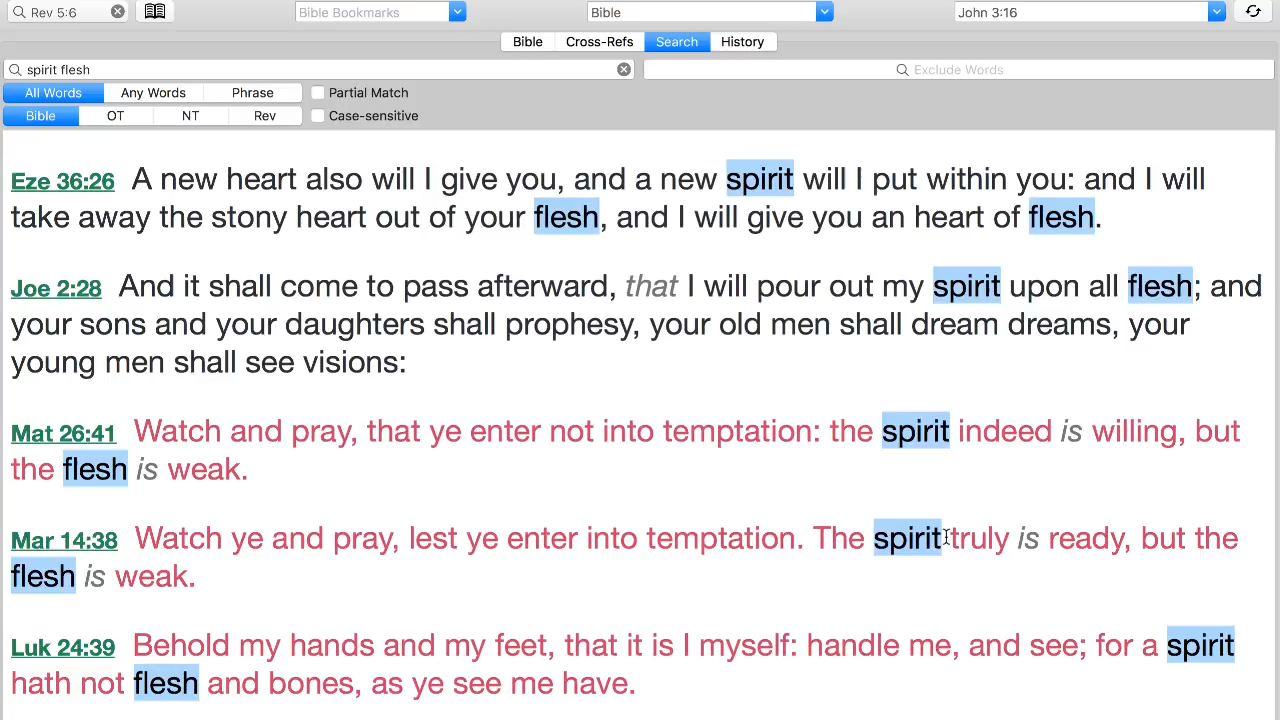 Rev 5:6
Bible Bookmarks
Bible
John 3:16
Bible Cross-Refs Search History
spirit flesh
Exclude Words
All Words Any Words Phrase Partial Match
Bible OT NT Rev Case-sensitive
Eze 36:26 A new heart also will I give you, and a new spirit will I put within you: and I will
take away the stony heart out of your flesh, and I will give you an heart of flesh.
Joe 2:28 And it shall come to pass afterward, that I will pour out my spirit upon all flesh; and
your sons and your daughters shall prophesy, your old men shall dream dreams, your
young men shall see visions:
Mat 26:41 Watch and pray, that ye enter not into temptation: the spirit indeed is willing, but
the flesh is weak.
Mar 14:38 Watch ye and pray, lest ye enter into temptation. The spirit truly is ready, but the
flesh is weak.
Luk 24:39 Behold my hands and my feet, that it is I myself: handle me, and see; for a spirit
hath not flesh and bones, as ye see me have.